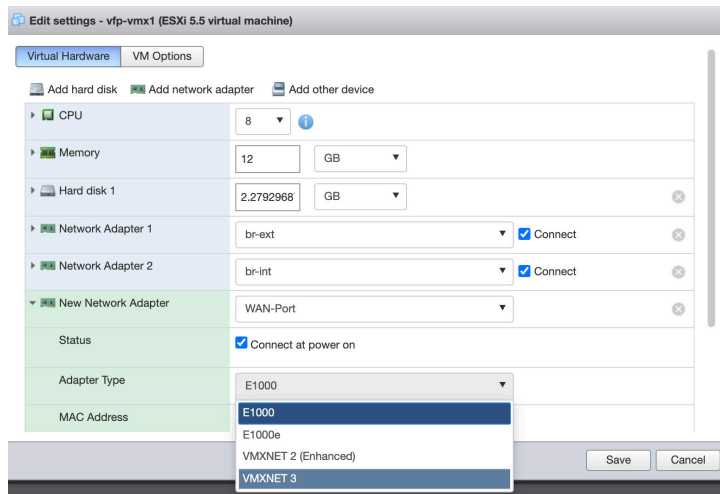 Edit settings - vfp-vmx1 (ESXi 5.5 virtual machine)
Virtual Hardware VM Options
Add hard disk Add network adapter Add other device
CPU 8
Memory 12 GB
Hard disk 1 2.2792968 GB
Network Adapter 1 br-ext Connect
Network Adapter 2 br-int Connect
New Network Adapter WAN-Port
Status Connect at power on
Adapter Type E1000
MAC Address E1000
E1000e
VMXNET 2 (Enhanced)
VMXNET 3
Save Cancel